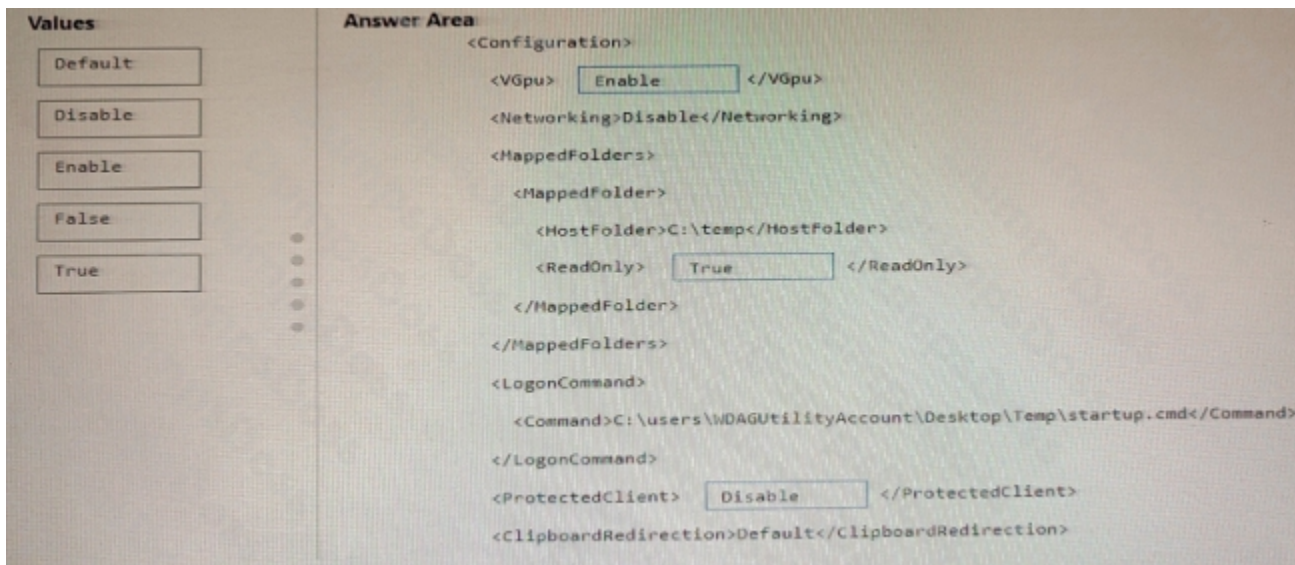 Values
Default
Disable
Enable
False
True
Answer Area
<Configuration>
<VGpu> Enable </VGpu>
<Networking>Disable</Networking>
<MappedFolders>
<MappedFolder>
<HostFolder>C:\temp</HostFolder>
<ReadOnly> True </ReadOnly>
</MappedFolder>
</MappedFolders>
<LogonCommand>
<Command>C:\users\WDAGUtilityAccount\Desktop\Temp\startup.cmd</Command>
</LogonCommand>
<ProtectedClient> Disable </ProtectedClient>
<ClipboardRedirection>Default</ClipboardRedirection>